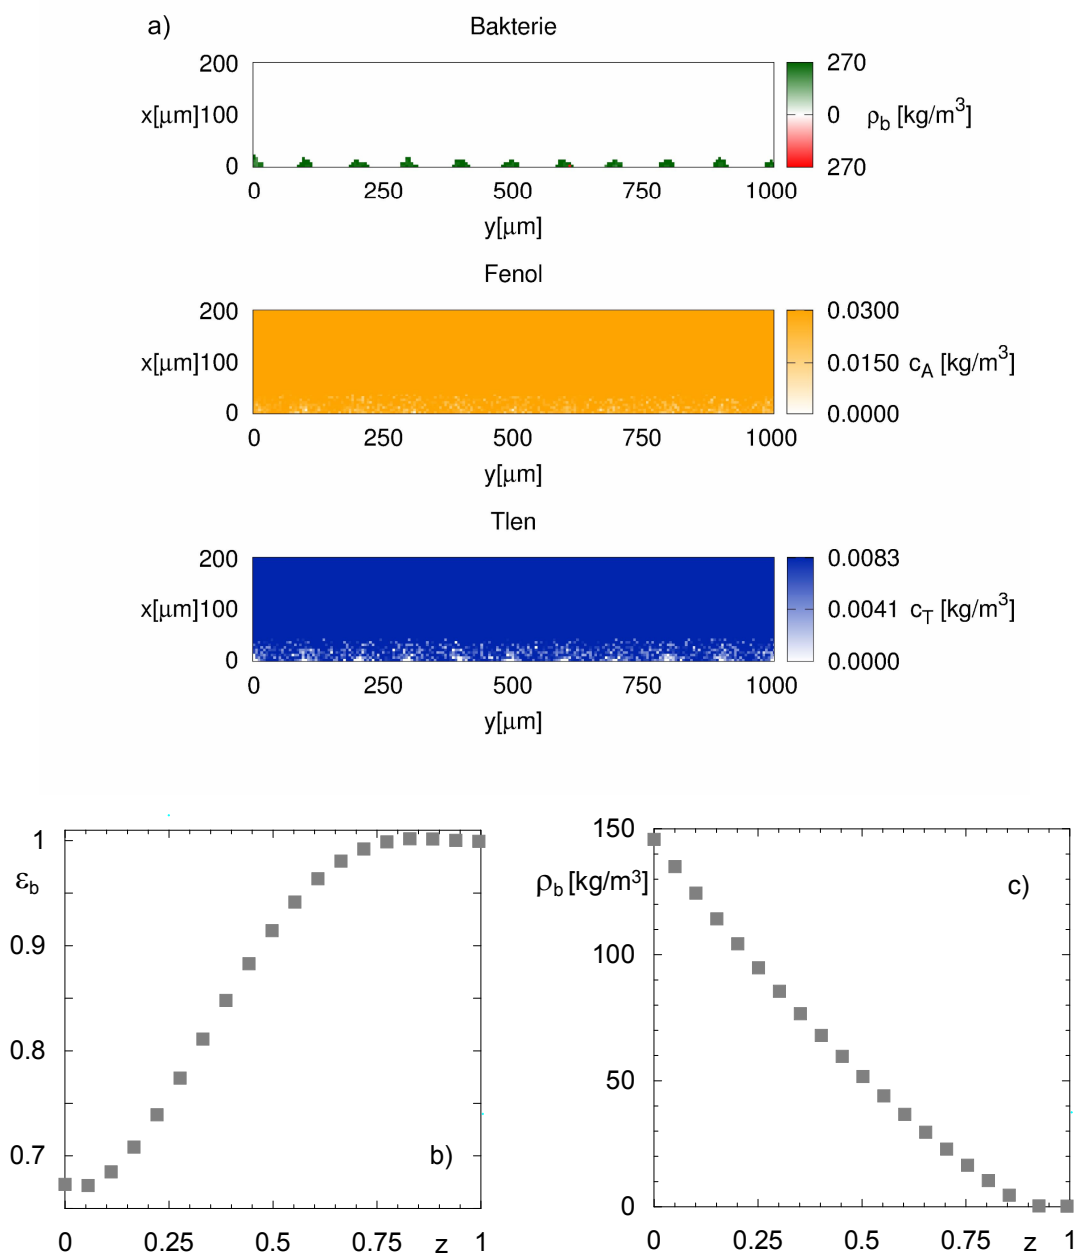 a)
Bakterie
200
x[μm]100
0
0 250 500 750 1000
y[μm]
270
0 ρb [kg/m3]
270
Fenol
200
x[μm]100
0
0 250 500 750 1000
y[μm]
0.0300
0.0150 cA [kg/m3]
0.0000
Tlen
200
x[μm]100
0
0 250 500 750 1000
y[μm]
0.0083
0.0041 cT [kg/m3]
0.0000
1
εb
0.9
0.8
0.7
b)
0 0.25 0.5 0.75 z 1
150
ρb [kg/m³]
c)
100
50
0
0 0.25 0.5 0.75 z 1